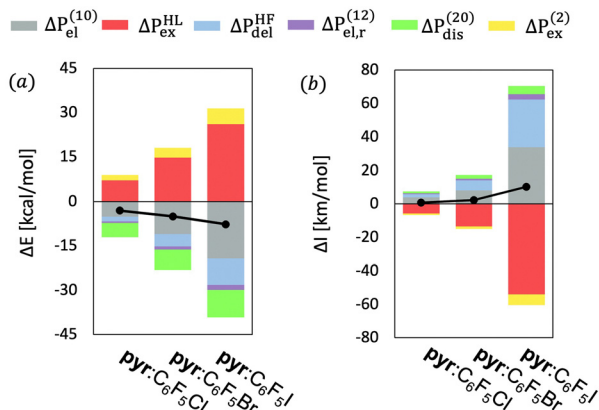 ΔP_el^(10) ΔP_ex^HL ΔP_del^HF ΔP_el,r^(12) ΔP_dis^(20) ΔP_ex^(2)
(a)
ΔE [kcal/mol]
45
30
15
0
-15
-30
-45
pyr:C₆F₅Cl
pyr:C₆F₅Br
pyr:C₆F₅I
(b)
ΔI [km/mol]
80
60
40
20
0
-20
-40
-60
-80
pyr:C₆F₅Cl
pyr:C₆F₅Br
pyr:C₆F₅I